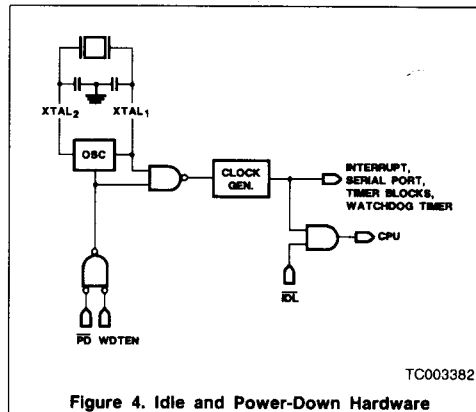 XTAL2 XTAL1
OSC
CLOCK
GEN.
INTERRUPT,
SERIAL PORT,
TIMER BLOCKS,
WATCHDOG TIMER
CPU
IDL
PD WDTEN
TC003382
Figure 4. Idle and Power-Down Hardware